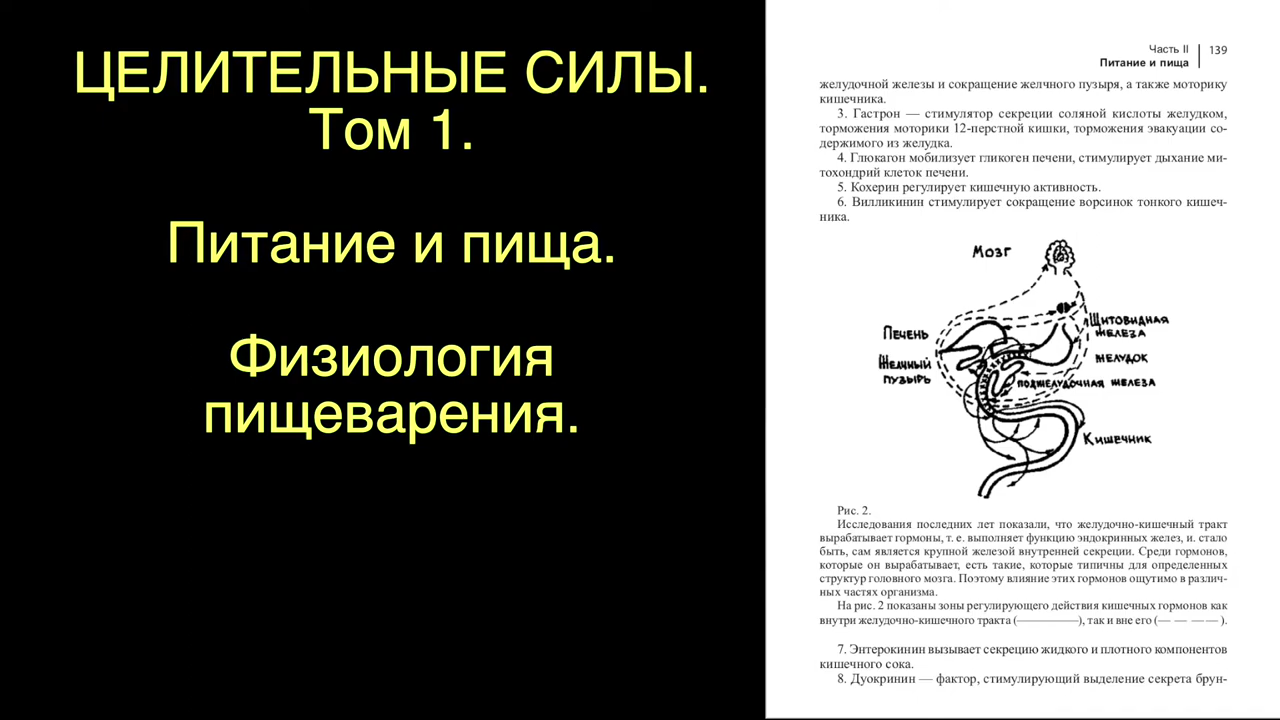 ЦЕЛИТЕЛЬНЫЕ СИЛЫ.
Том 1.
Питание и пища.
Физиология
пищеварения.
Часть II
Питание и пища
139
желудочной железы и сокращение желчного пузыря, а также моторику
кишечника.
3. Гастрон — стимулятор секреции соляной кислоты желудком,
торможения моторики 12-перстной кишки, торможения эвакуации со-
держимого из желудка.
4. Глюкагон мобилизует гликоген печени, стимулирует дыхание ми-
тохондрий клеток печени.
5. Кохерин регулирует кишечную активность.
6. Вилликинин стимулирует сокращение ворсинок тонкого кишеч-
ника.
Мозг
Щитовидная
железа
Печень
Желчный
пузырь
Желудок
поджелудочная железа
Кишечник
Рис. 2.
Исследования последних лет показали, что желудочно-кишечный тракт
вырабатывает гормоны, т. е. выполняет функцию эндокринных желез, и. стало
быть, сам является крупной железой внутренней секреции. Среди гормонов,
которые он вырабатывает, есть такие, которые типичны для определенных
структур головного мозга. Поэтому влияние этих гормонов ощутимо в различ-
ных частях организма.
На рис. 2 показаны зоны регулирующего действия кишечных гормонов как
внутри желудочно-кишечного тракта (—————), так и вне его (— — — — ).
7. Энтерокинин вызывает секрецию жидкого и плотного компонентов
кишечного сока.
8. Дуокринин — фактор, стимулирующий выделение секрета брун-